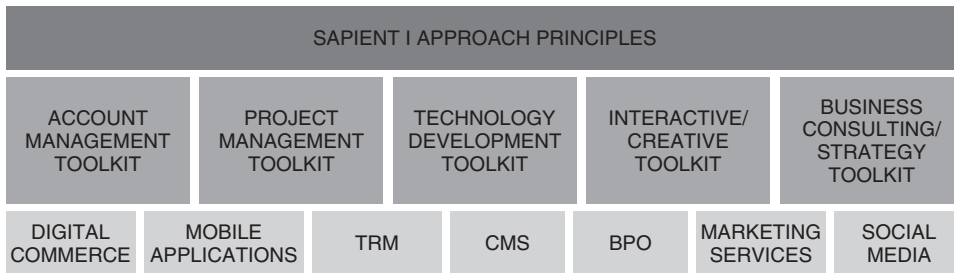 SAPIENT I APPROACH PRINCIPLES
ACCOUNT
MANAGEMENT
TOOLKIT
PROJECT
MANAGEMENT
TOOLKIT
TECHNOLOGY
DEVELOPMENT
TOOLKIT
INTERACTIVE/
CREATIVE
TOOLKIT
BUSINESS
CONSULTING/
STRATEGY
TOOLKIT
DIGITAL
COMMERCE
MOBILE
APPLICATIONS
TRM
CMS
BPO
MARKETING
SERVICES
SOCIAL
MEDIA